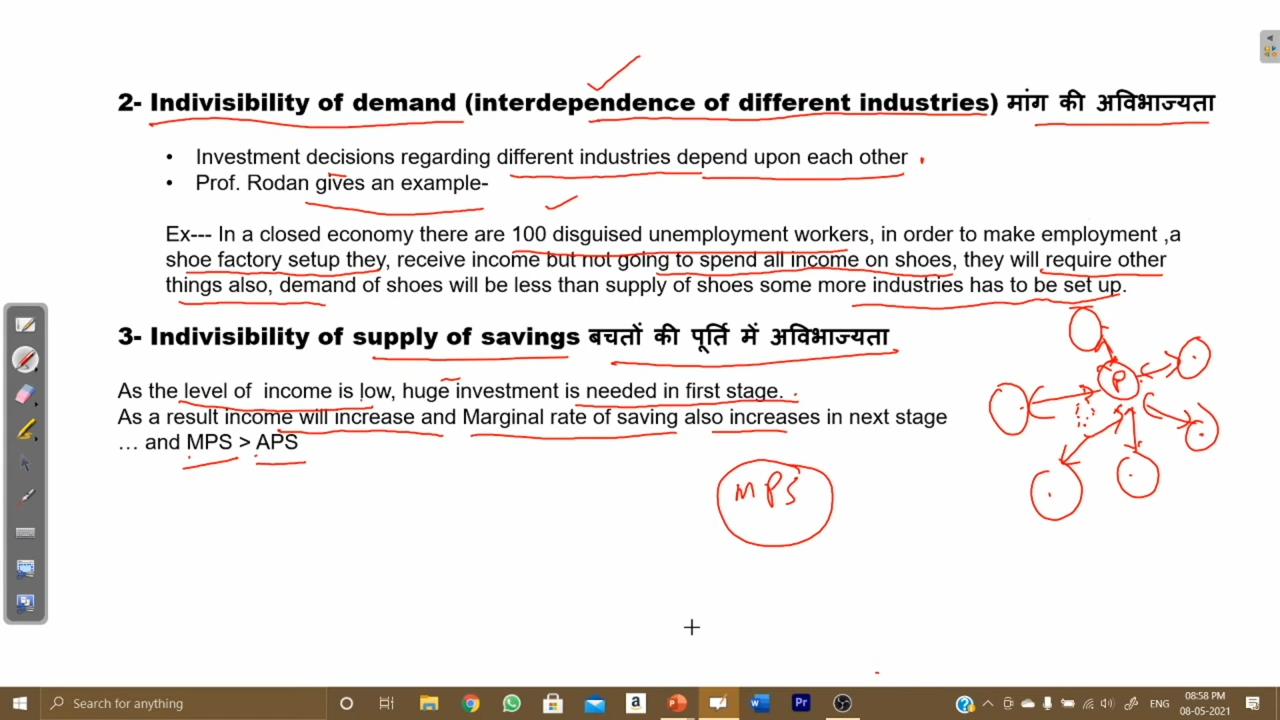 2- Indivisibility of demand (interdependence of different industries) मांग की अविभाज्यता
• Investment decisions regarding different industries depend upon each other
• Prof. Rodan gives an example-
Ex--- In a closed economy there are 100 disguised unemployment workers, in order to make employment ,a
shoe factory setup they, receive income but not going to spend all income on shoes, they will require other
things also, demand of shoes will be less than supply of shoes some more industries has to be set up.
3- Indivisibility of supply of savings बचतों की पूर्ति में अविभाज्यता
As the level of income is low, huge investment is needed in first stage.
As a result income will increase and Marginal rate of saving also increases in next stage
… and MPS > APS
P
MPS
Search for anything
ENG
08:58 PM
08-05-2021